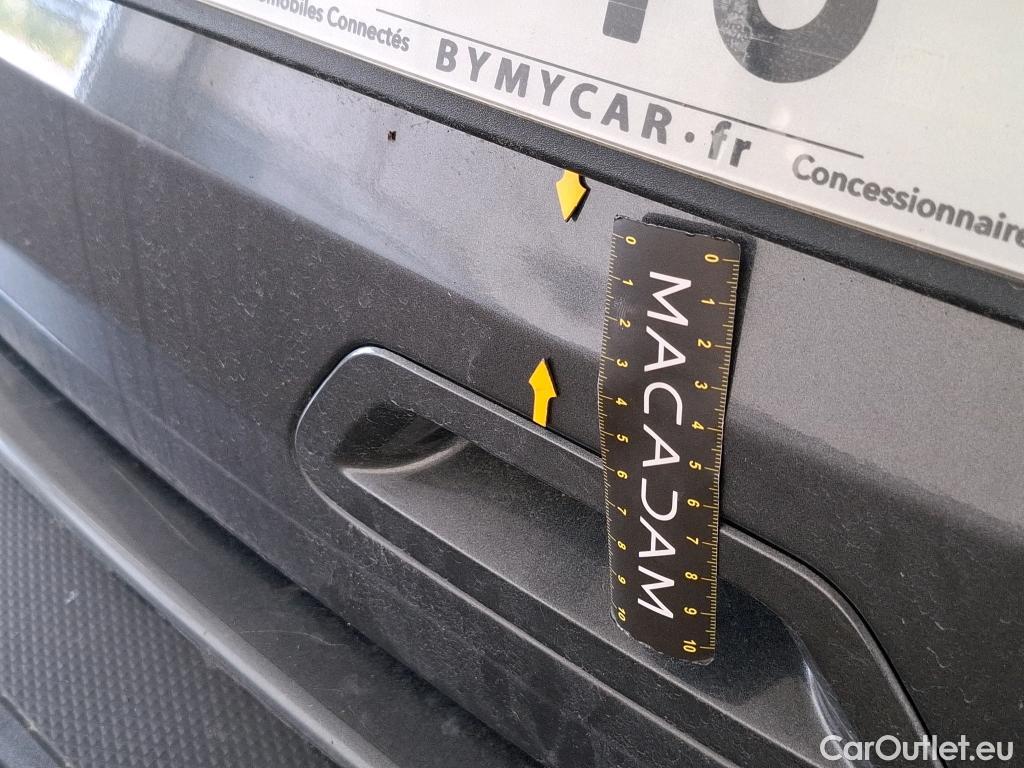 omobiles Connectés
BYMYCAR.fr
Concessionnaire
MACADAM
0 1 2 3 4 5 6 7 8 9 10
0 1 2 3 4 5 6 7 8 9 10
CarOutlet.eu